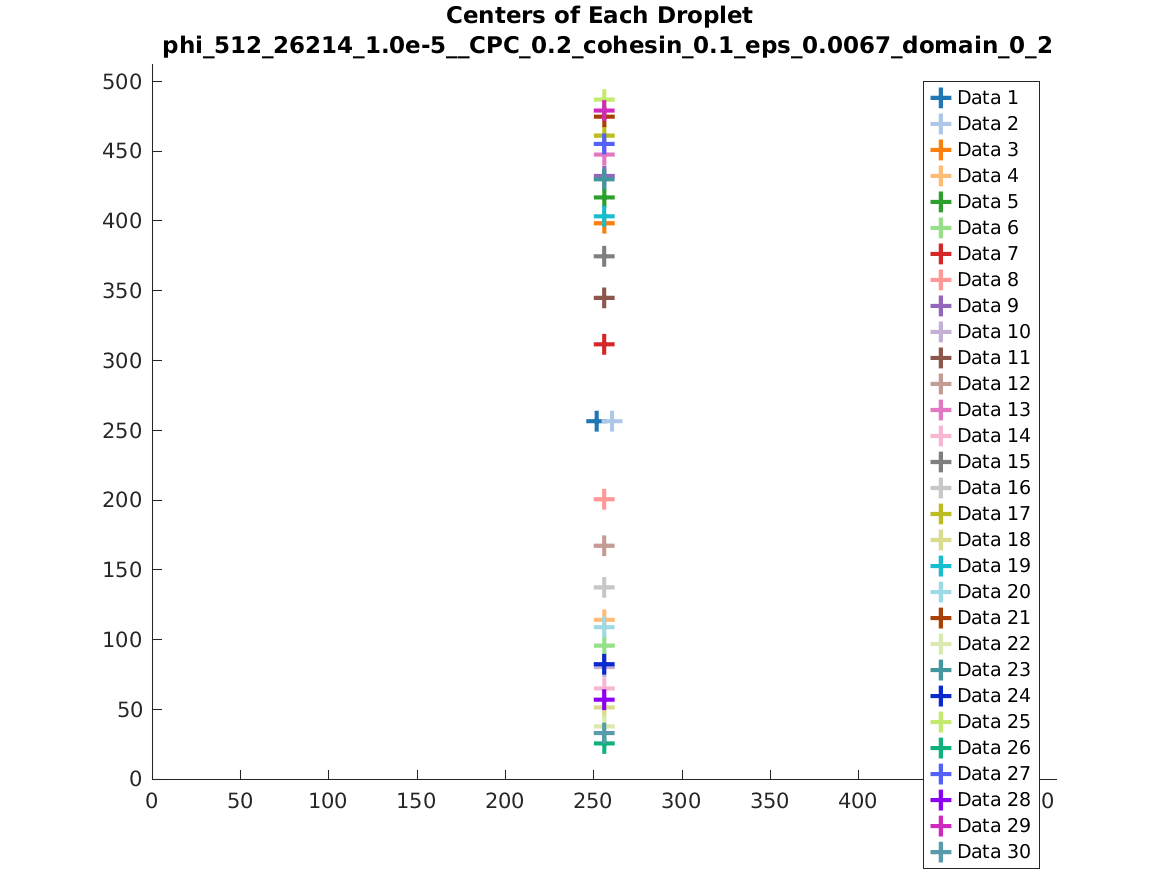 Centers of Each Droplet
phi_512_26214_1.0e-5__CPC_0.2_cohesin_0.1_eps_0.0067_domain_0_2
500
450
400
350
300
250
200
150
100
50
0
0 50 100 150 200 250 300 350 400 0
Data 1
Data 2
Data 3
Data 4
Data 5
Data 6
Data 7
Data 8
Data 9
Data 10
Data 11
Data 12
Data 13
Data 14
Data 15
Data 16
Data 17
Data 18
Data 19
Data 20
Data 21
Data 22
Data 23
Data 24
Data 25
Data 26
Data 27
Data 28
Data 29
Data 30